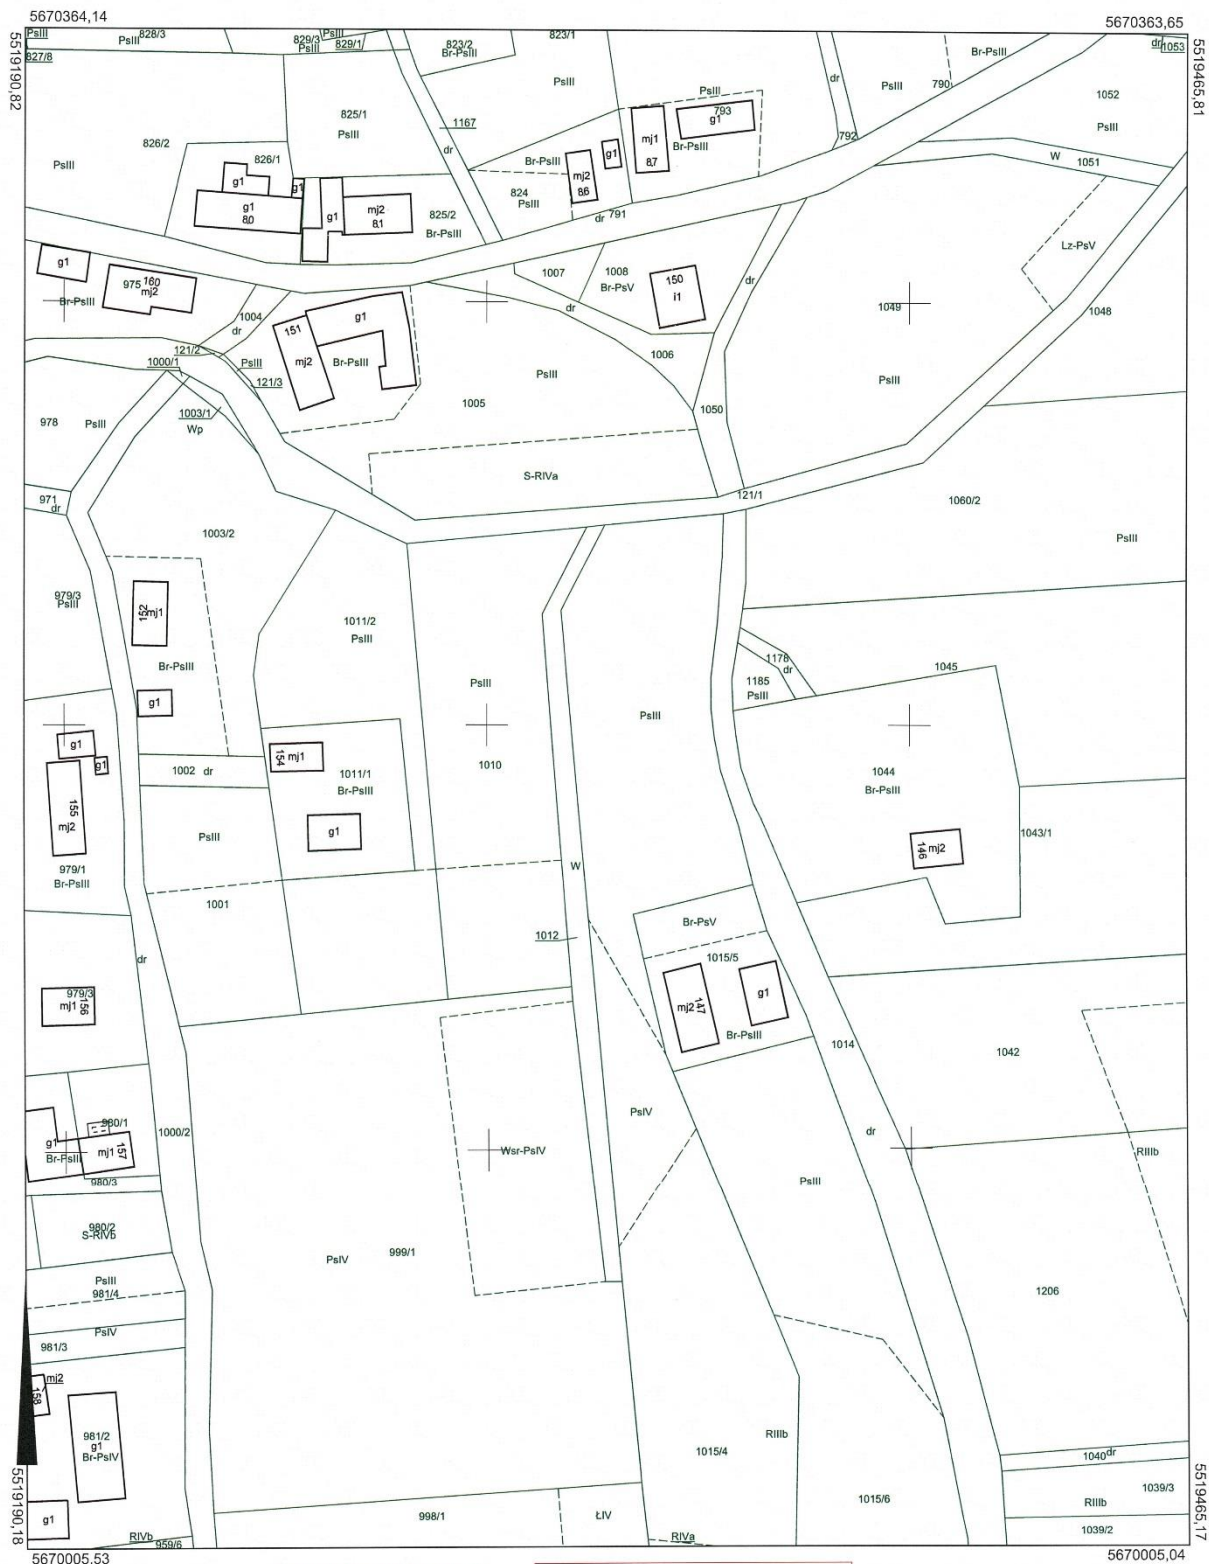 5670364,14
5670363,65
5519190,82
5519465,81
PsIII
828/3
PsIII
827/8
829/3
PsIII
PsIII
829/1
823/2
Br-PsIII
823/1
Br-PsIII
dr
1053
PsIII
PsIII
dr
PsIII
790
1052
PsIII
825/1
PsIII
1167
793
g1
mj1
87
Br-PsIII
792
826/2
PsIII
826/1
dr
Br-PsIII
g1
mj2
86
W
1051
g1
g1
g1
80
g1
mj2
81
825/2
Br-PsIII
824
PsIII
dr
791
Lz-PsV
g1
975
160
mj2
Br-PsIII
1007
1008
Br-PsV
150
i1
dr
dr
1049
1048
1004
dr
151
g1
mj2
Br-PsIII
121/2
1000/1
PsIII
121/3
1006
PsIII
PsIII
1003/1
Wp
1005
1050
978
PsIII
S-RIVa
971
dr
121/1
1060/2
PsIII
1003/2
979/3
PsIII
152
mj1
1011/2
PsIII
Br-PsIII
PsIII
1178
dr
1185
PsIII
1045
g1
PsIII
g1
g1
154
mj1
1002
dr
1011/1
Br-PsIII
1010
1044
Br-PsIII
155
mj2
PsIII
g1
1043/1
146
mj2
979/1
Br-PsIII
W
1001
Br-PsV
1012
dr
1015/5
979/3
mj1
156
mj2
147
g1
Br-PsIII
1014
1042
980/1
g1
Br-PsIII
mj1
157
1000/2
PsIV
dr
Wsr-PsIV
RIIIb
980/3
PsIII
980/2
S-RIVb
PsIV
999/1
PsIII
981/4
1206
PsIV
981/3
mj2
158
981/2
g1
Br-PsIV
RIIIb
1015/4
1040
dr
1039/3
1015/6
RIIIb
g1
998/1
ŁIV
RIVb
959/6
RIVa
1039/2
5519190,18
5519465,17
5670005,53
5670005,04